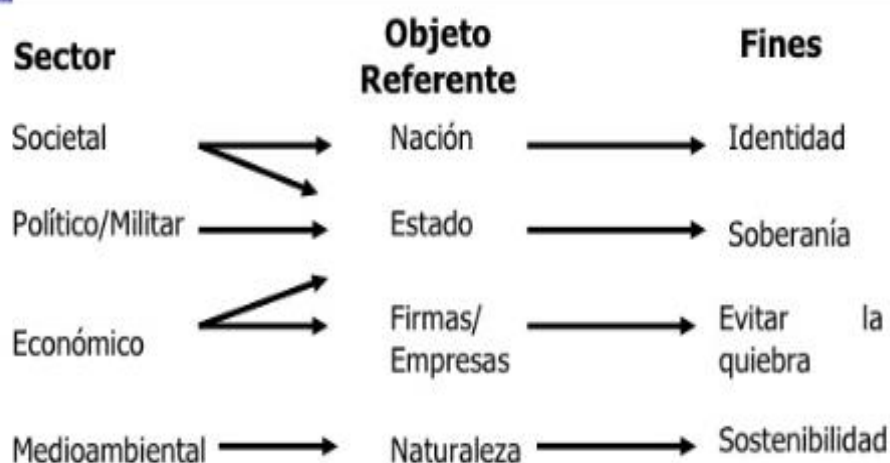 Sector
Objeto
Referente
Fines
Societal
Nación
Identidad
Político/Militar
Estado
Soberanía
Económico
Firmas/
Empresas
Evitar la
quiebra
Medioambiental
Naturaleza
Sostenibilidad